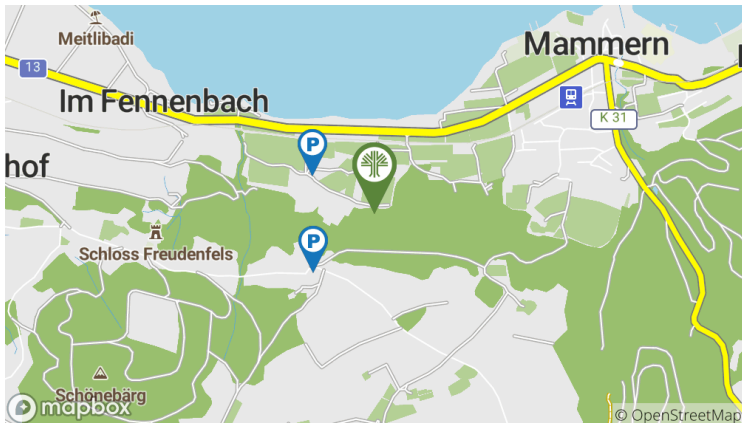 Meitlibadi
Mammern
13
Im Fennenbach
K 31
P
hof
Schloss Freudenfels
P
Schönebärg
mapbox
© OpenStreetMap